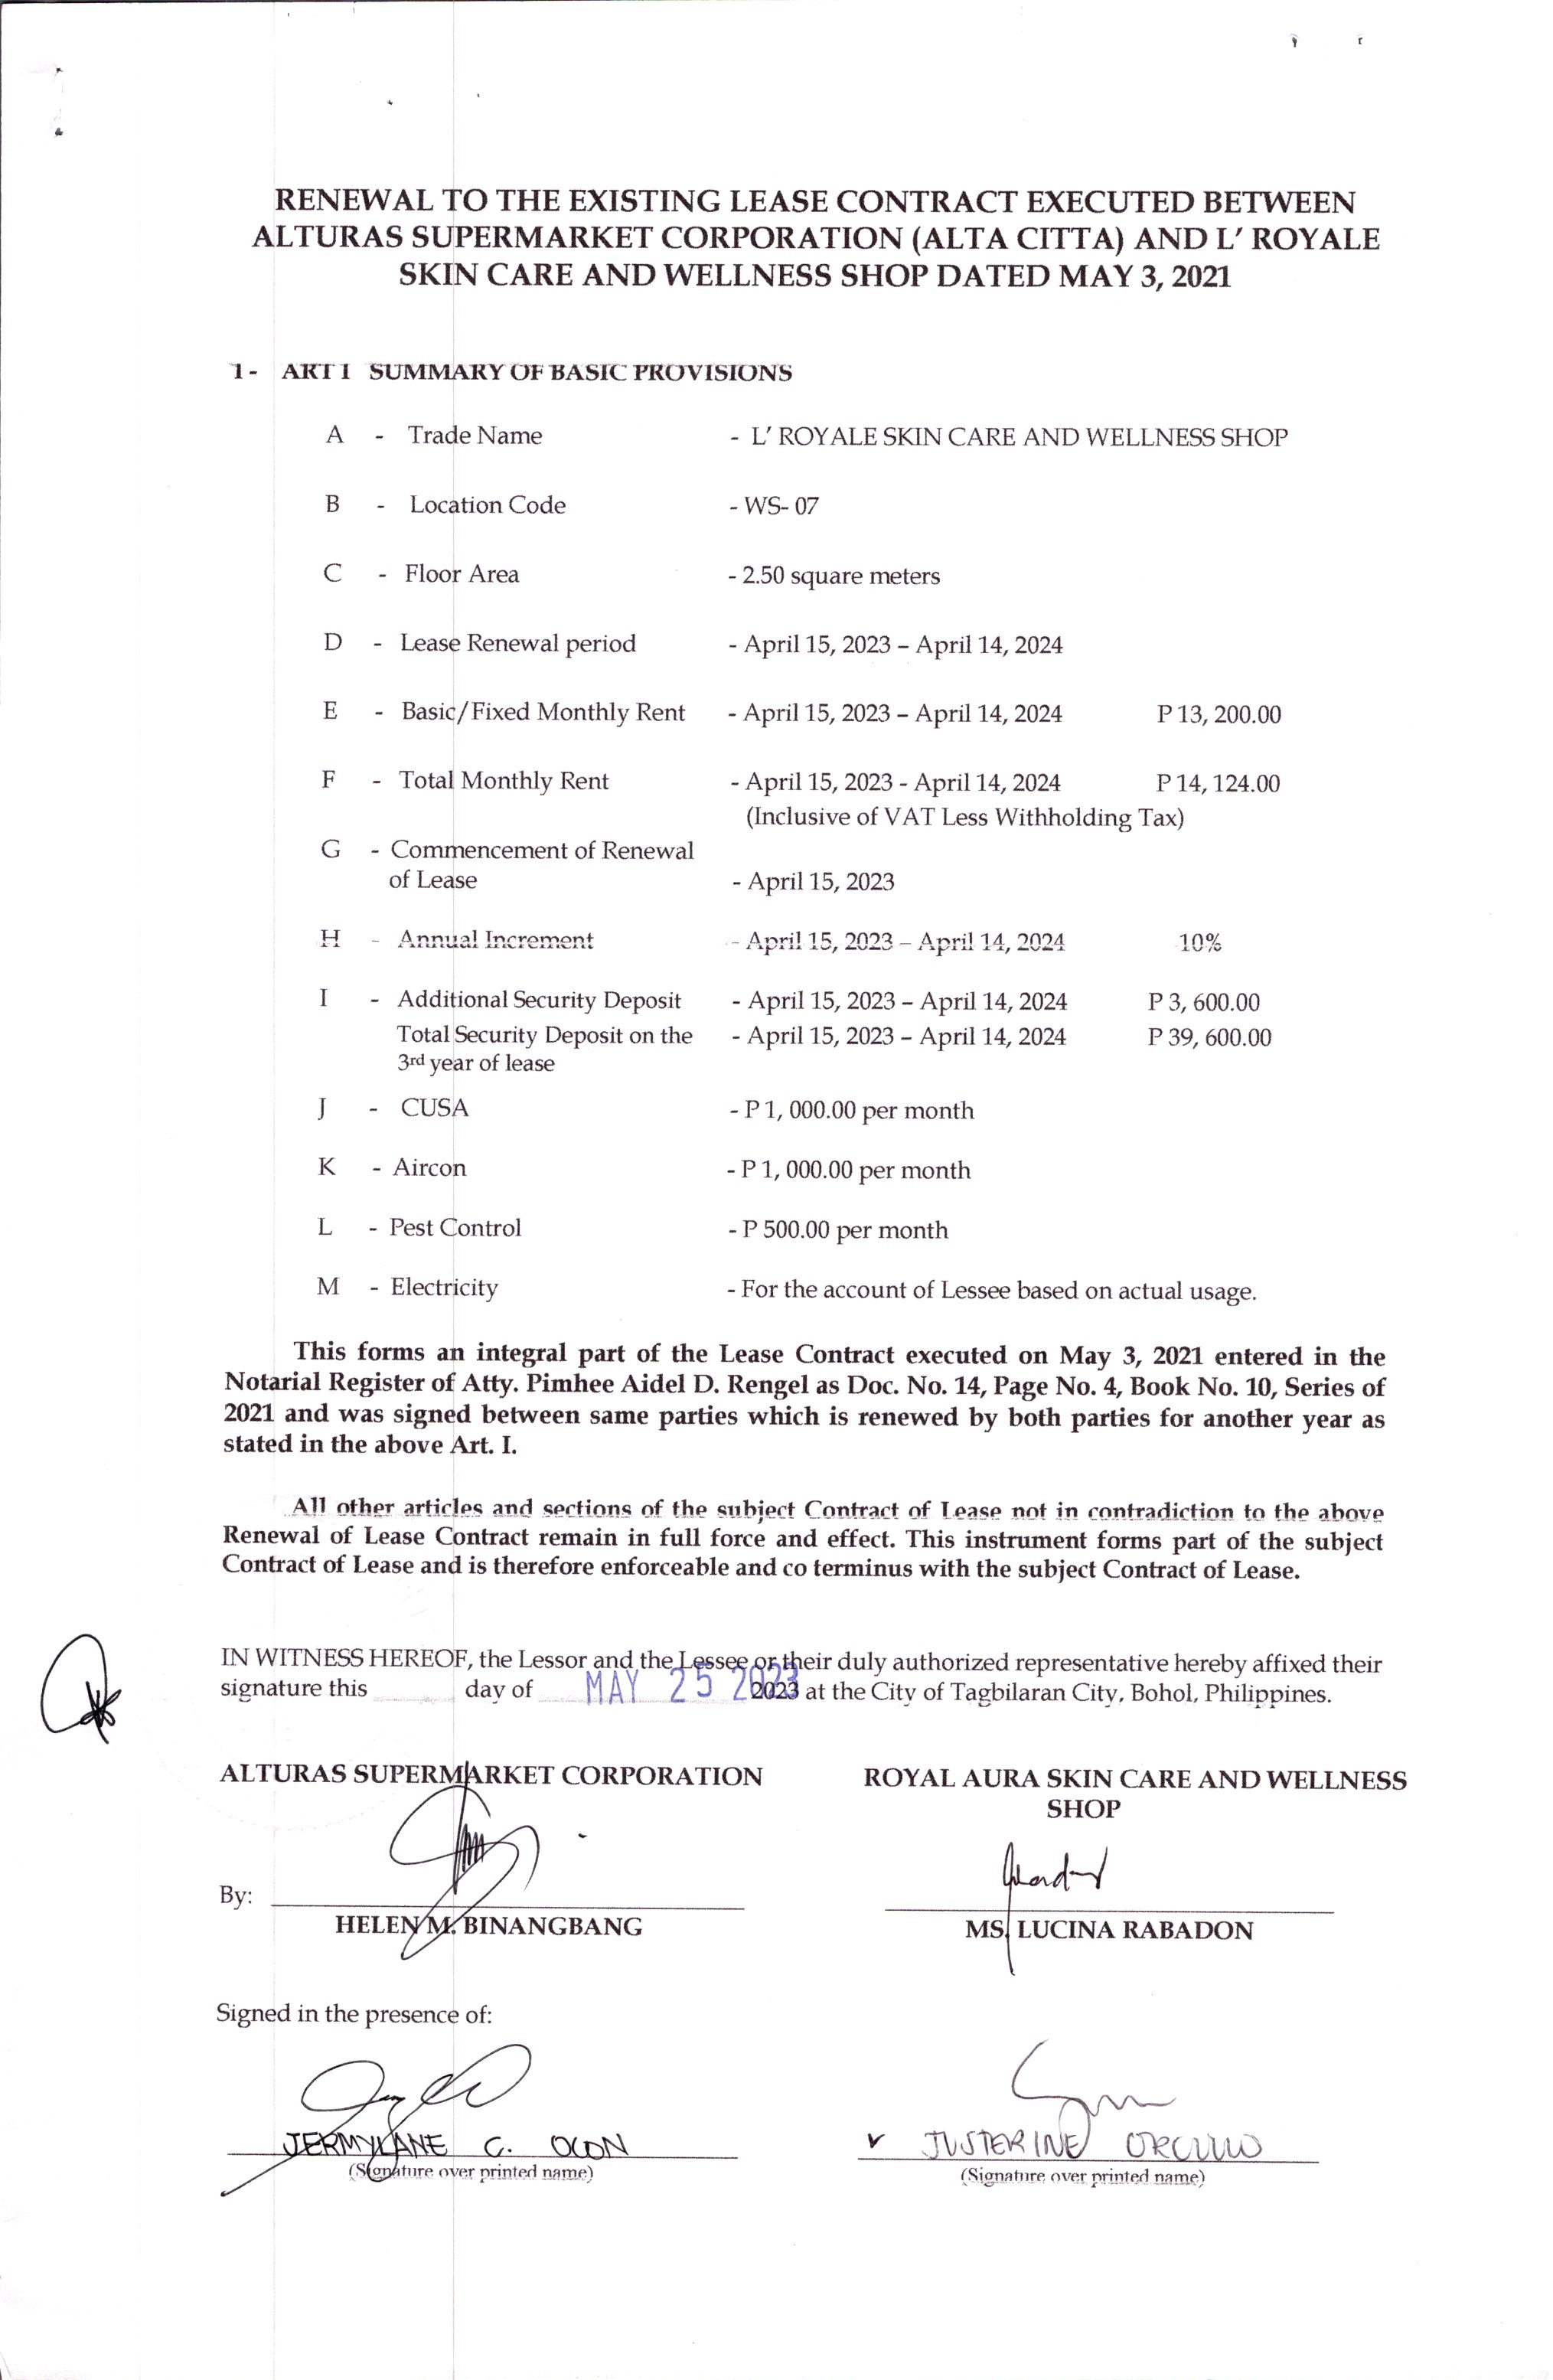 RENEWAL TO THE EXISTING LEASE CONTRACT EXECUTED BETWEEN
ALTURAS SUPERMARKET CORPORATION (ALTA CITTA) AND L' ROYALE
SKIN CARE AND WELLNESS SHOP DATED MAY 3, 2021
1- ART I SUMMARY OF BASIC PROVISIONS
A - Trade Name - L' ROYALE SKIN CARE AND WELLNESS SHOP
B - Location Code - WS- 07
C - Floor Area - 2.50 square meters
D - Lease Renewal period - April 15, 2023 – April 14, 2024
E - Basic/Fixed Monthly Rent - April 15, 2023 – April 14, 2024 P 13, 200.00
F - Total Monthly Rent - April 15, 2023 - April 14, 2024 P 14, 124.00
(Inclusive of VAT Less Withholding Tax)
G - Commencement of Renewal
of Lease - April 15, 2023
H - Annual Increment - April 15, 2023 – April 14, 2024 10%
I - Additional Security Deposit - April 15, 2023 – April 14, 2024 P 3, 600.00
Total Security Deposit on the - April 15, 2023 – April 14, 2024 P 39, 600.00
3rd year of lease
J - CUSA - P 1, 000.00 per month
K - Aircon - P 1, 000.00 per month
L - Pest Control - P 500.00 per month
M - Electricity - For the account of Lessee based on actual usage.
This forms an integral part of the Lease Contract executed on May 3, 2021 entered in the
Notarial Register of Atty. Pimhee Aidel D. Rengel as Doc. No. 14, Page No. 4, Book No. 10, Series of
2021 and was signed between same parties which is renewed by both parties for another year as
stated in the above Art. I.
All other articles and sections of the subject Contract of Lease not in contradiction to the above
Renewal of Lease Contract remain in full force and effect. This instrument forms part of the subject
Contract of Lease and is therefore enforceable and co terminus with the subject Contract of Lease.
IN WITNESS HEREOF, the Lessor and the Lessee or their duly authorized representative hereby affixed their
signature this day of MAY 25 2023 2023 at the City of Tagbilaran City, Bohol, Philippines.
ALTURAS SUPERMARKET CORPORATION ROYAL AURA SKIN CARE AND WELLNESS
SHOP
By:
HELEN M. BINANGBANG MS. LUCINA RABADON
Signed in the presence of:
JERMYLANE C. OCON JUSTERINE
(Signature over printed name) (Signature over printed name)